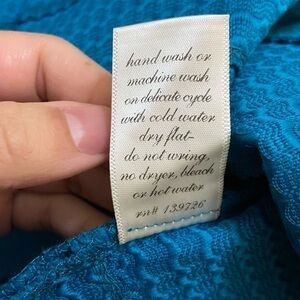 hand wash or
machine wash
on delicate cycle
with cold water
dry flat-
do not wring,
no dryer, bleach
or hot water
rn# 139726